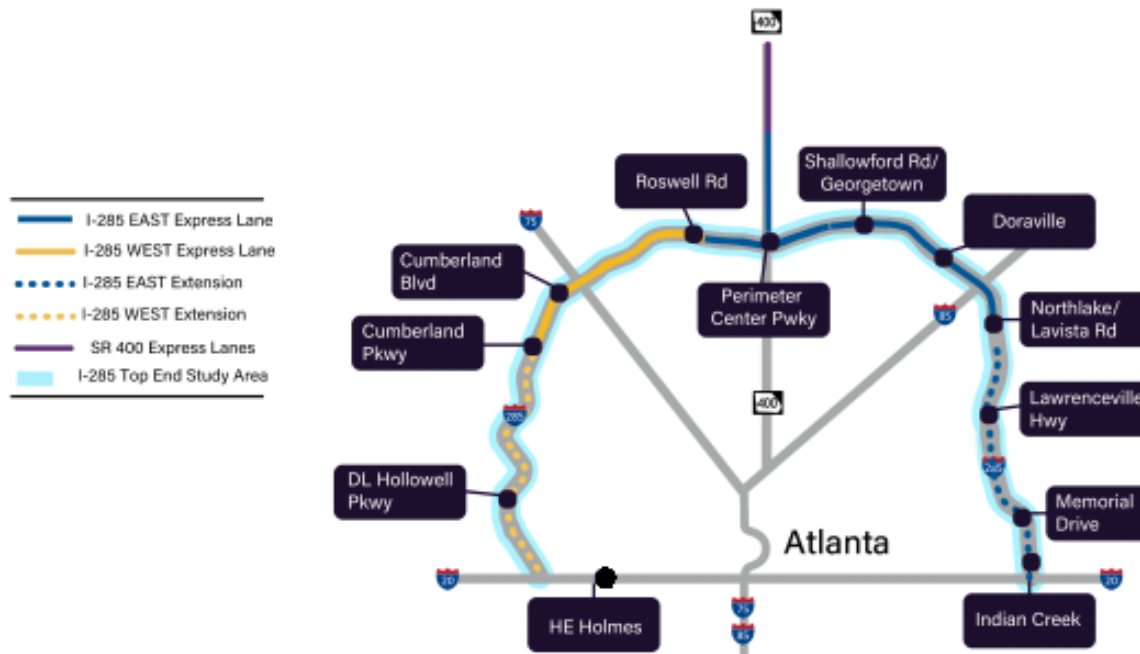 400
Roswell Rd
Shallowford Rd/
Georgetown
Doraville
75
Cumberland
Blvd
Cumberland
Pkwy
Perimeter
Center Pwky
85
Northlake/
Lavista Rd
I-285 EAST Express Lane
I-285 WEST Express Lane
I-285 EAST Extension
I-285 WEST Extension
SR 400 Express Lanes
I-285 Top End Study Area
400
Lawrenceville
Hwy
285
285
DL Hollowell
Pkwy
Memorial
Drive
Atlanta
20
20
HE Holmes
75
85
Indian Creek